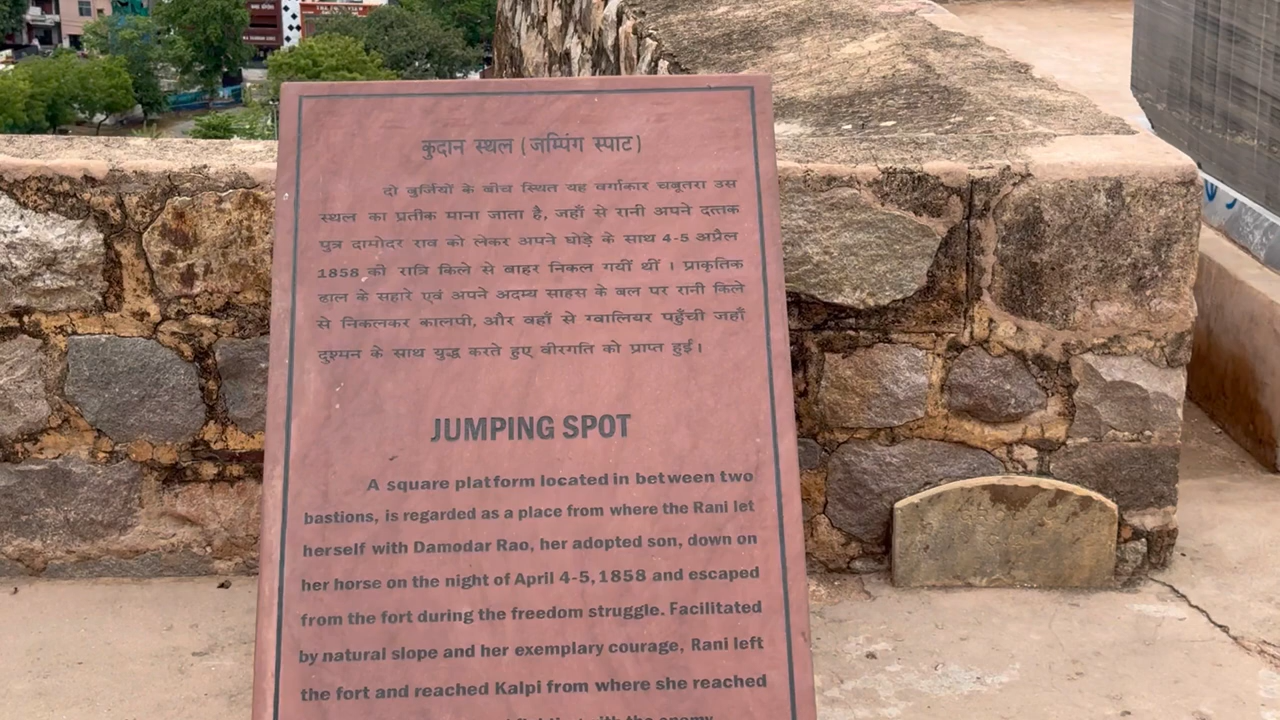 कुदान स्थल (जम्पिंग स्पाट)
दो बुर्जियों के बीच स्थित यह वर्गाकार चबूतरा उस
स्थल का प्रतीक माना जाता है, जहाँ से रानी अपने दत्तक
पुत्र दामोदर राव को लेकर अपने घोड़े के साथ 4-5 अप्रैल
1858 की रात्रि किले से बाहर निकल गयीं थीं । प्राकृतिक
ढाल के सहारे एवं अपने अदम्य साहस के बल पर रानी किले
से निकलकर कालपी, और वहाँ से ग्वालियर पहुँची जहाँ
दुश्मन के साथ युद्ध करते हुए वीरगति को प्राप्त हुई।
JUMPING SPOT
A square platform located in between two
bastions, is regarded as a place from where the Rani let
herself with Damodar Rao, her adopted son, down on
her horse on the night of April 4-5, 1858 and escaped
from the fort during the freedom struggle. Facilitated
by natural slope and her exemplary courage, Rani left
the fort and reached Kalpi from where she reached
with the enemy